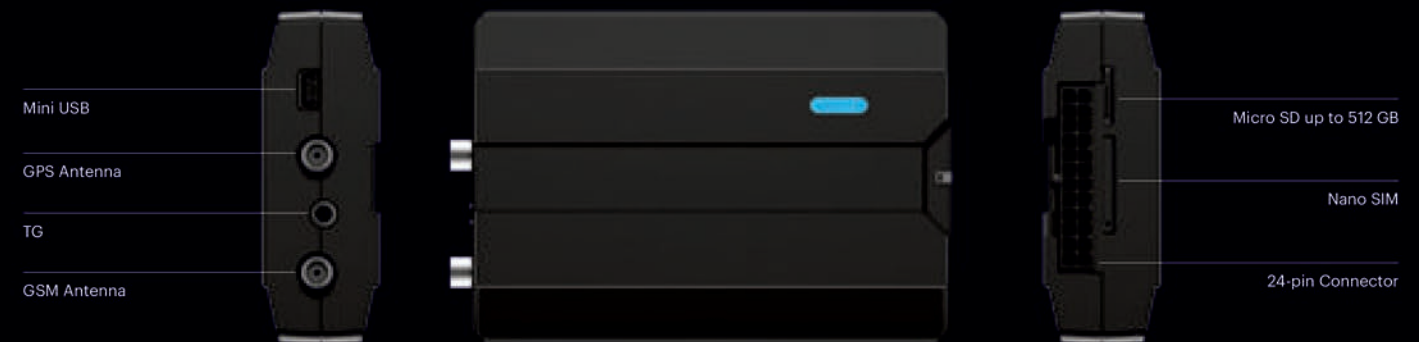 Mini USB
GPS Antenna
TG
GSM Antenna
Micro SD up to 512 GB
Nano SIM
24-pin Connector